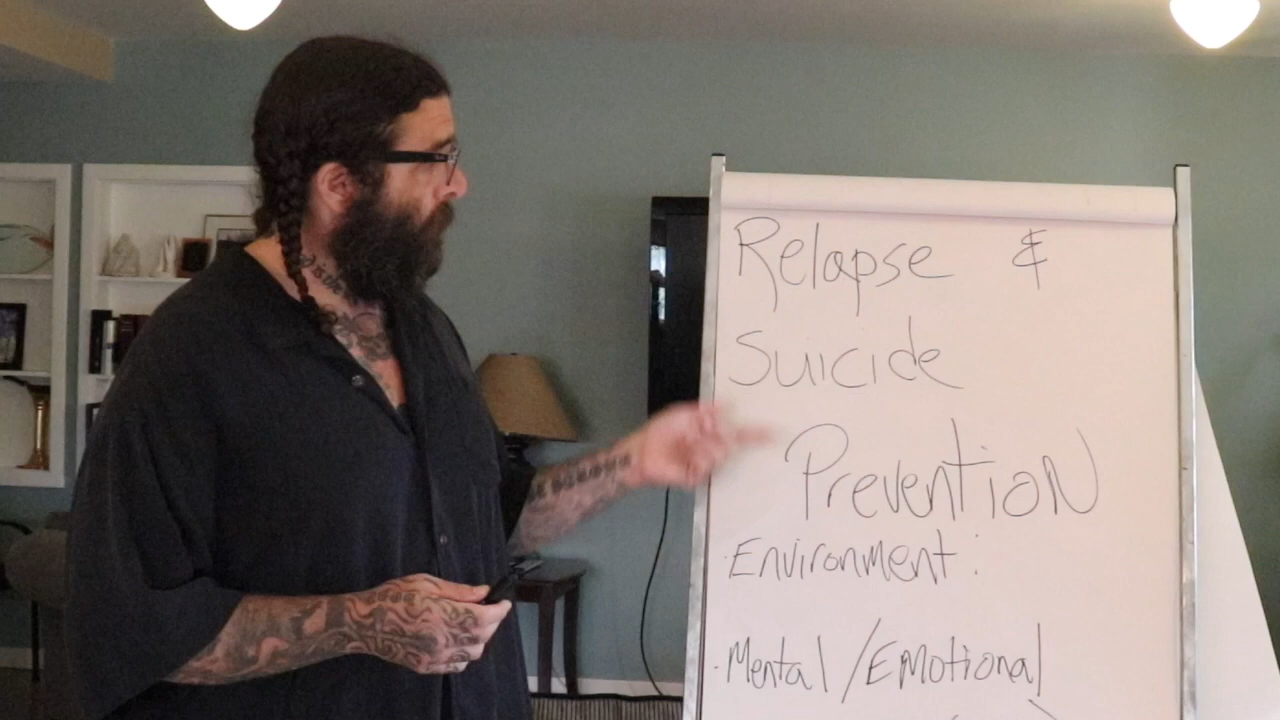 Relapse &
Suicide
Prevention
·Environment:
·Mental/Emotional